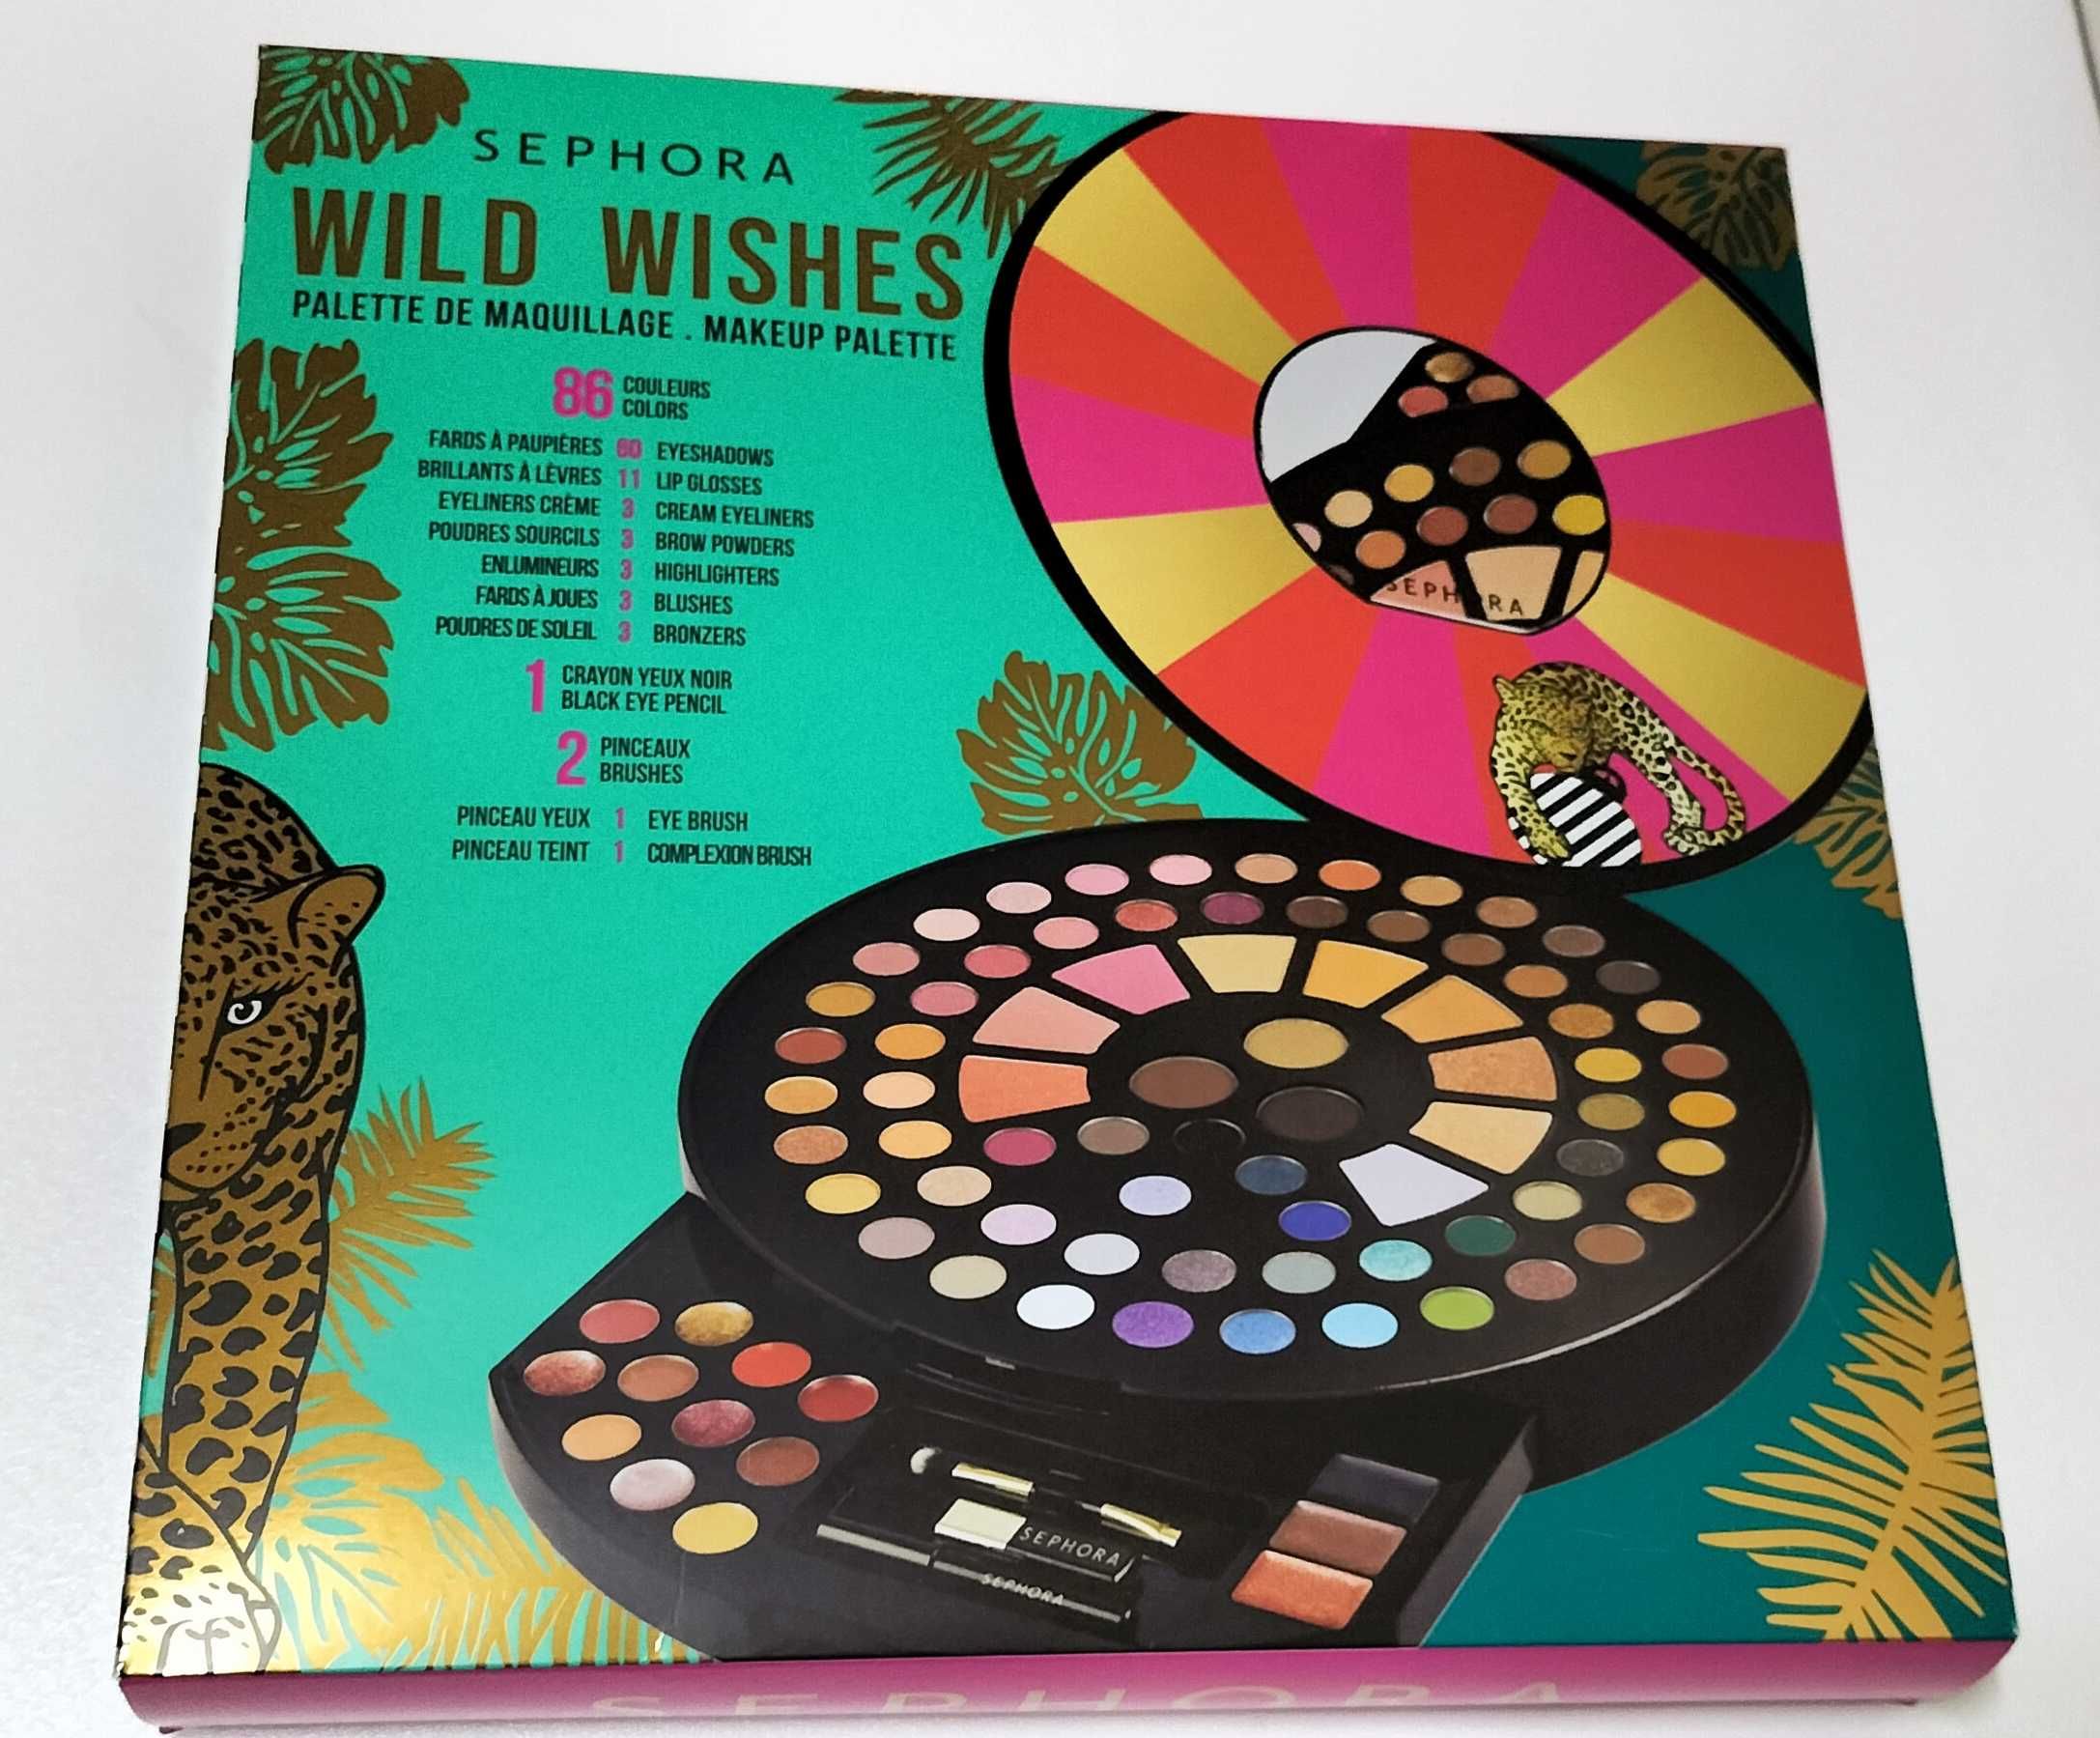 SEPHORA
WILD WISHES
PALETTE DE MAQUILLAGE . MAKEUP PALETTE
86 COULEURS
COLORS
FARDS À PAUPIÈRES 60 EYESHADOWS
BRILLANTS À LÈVRES 11 LIP GLOSSES
EYELINERS CRÈME 3 CREAM EYELINERS
POUDRES SOURCILS 3 BROW POWDERS
ENLUMINEURS 3 HIGHLIGHTERS
FARDS À JOUES 3 BLUSHES
POUDRES DE SOLEIL 3 BRONZERS
1 CRAYON YEUX NOIR
BLACK EYE PENCIL
2 PINCEAUX
BRUSHES
PINCEAU YEUX 1 EYE BRUSH
PINCEAU TEINT 1 COMPLEXION BRUSH
SEPHORA
SEPHORA
SEPHORA
SEPHORA